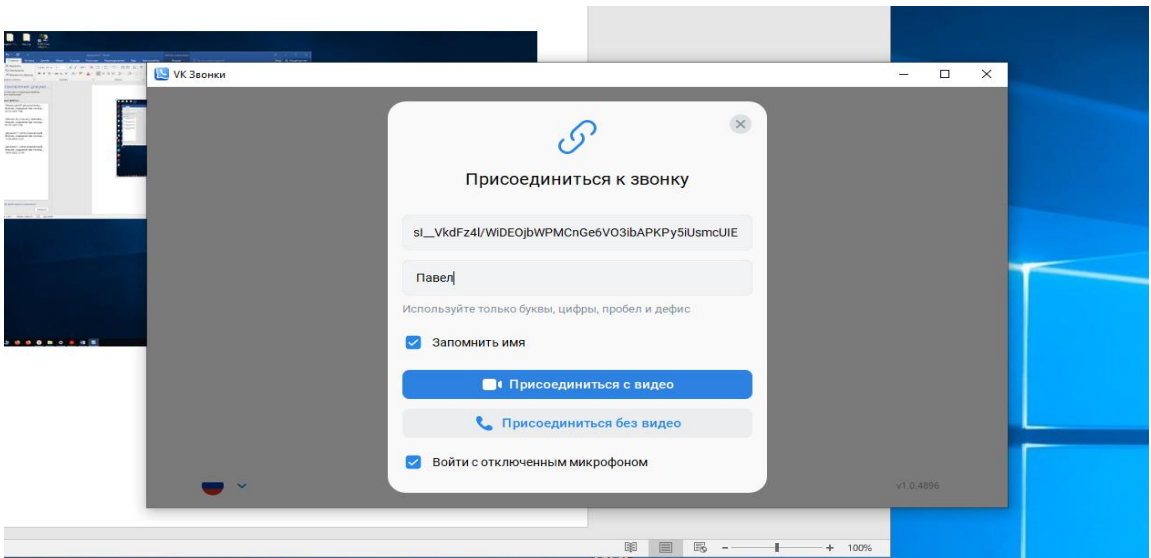 VK Звонки
Присоединиться к звонку
sI__VkdFz4l/WiDEOjbWPMCnGe6VO3ibAPKPy5iUsmcUIE
Павел
Используйте только буквы, цифры, пробел и дефис
Запомнить имя
Присоединиться с видео
Присоединиться без видео
Войти с отключенным микрофоном
v1.0.4896
100%